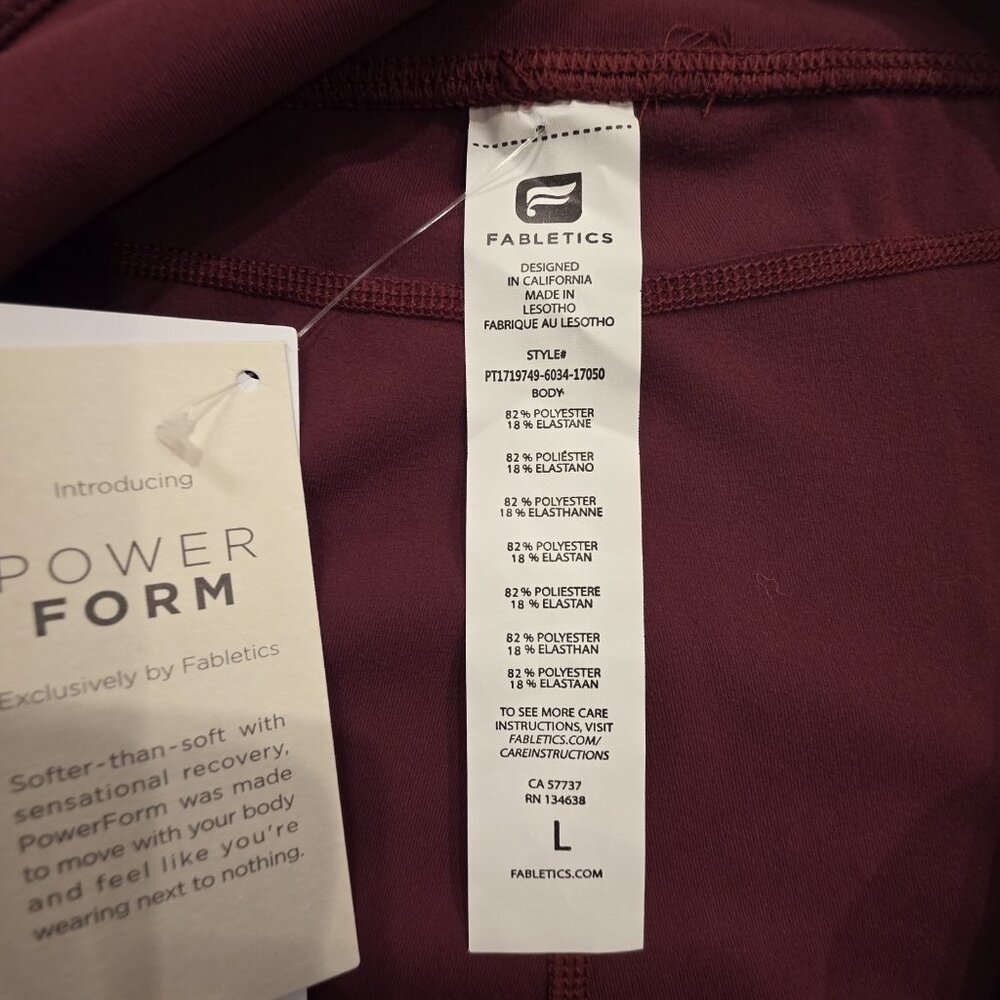 FABLETICS
DESIGNED
IN CALIFORNIA
MADE IN
LESOTHO
FABRIQUE AU LESOTHO
STYLE#
PT1719749-6034-17050
BODY
82 % POLYESTER
18 % ELASTANE
82 % POLIÉSTER
18 % ELASTANO
82 % POLYESTER
18 % ELASTHANNE
82 % POLYESTER
18 % ELASTAN
82 % POLIESTERE
18 % ELASTAN
82 % POLYESTER
18 % ELASTHAN
82 % POLYESTER
18 % ELASTAAN
TO SEE MORE CARE
INSTRUCTIONS, VISIT
FABLETICS.COM/
CAREINSTRUCTIONS
CA 57737
RN 134638
L
FABLETICS.COM
Introducing
POWER
FORM
Exclusively by Fabletics
Softer-than-soft with
sensational recovery,
PowerForm was made
to move with your body
and feel like you're
wearing next to nothing.